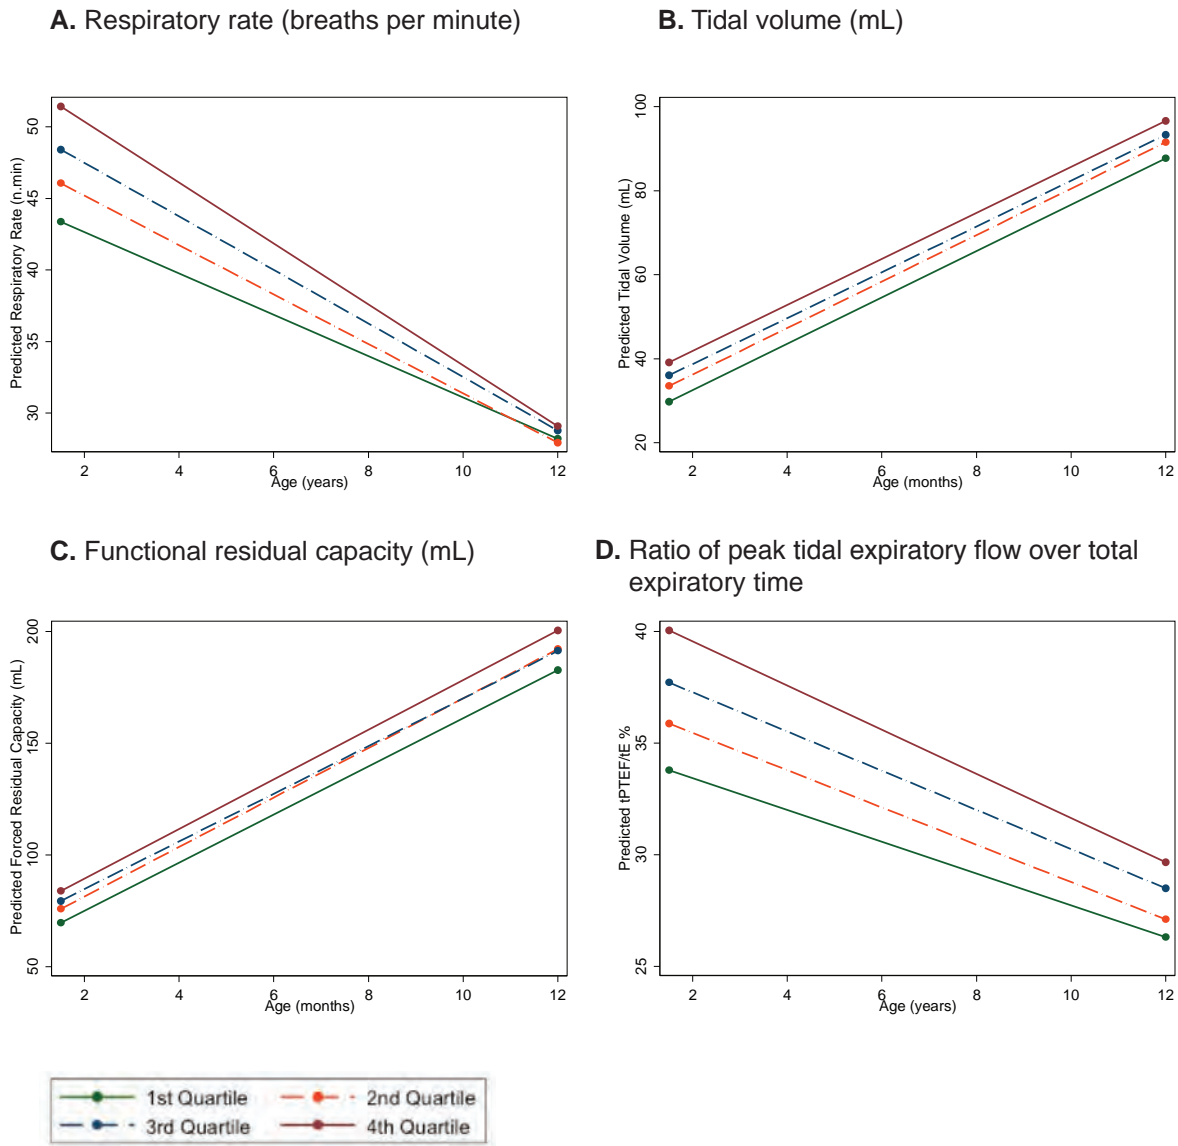 A. Respiratory rate (breaths per minute)
Predicted Respiratory Rate (n.min)
50
45
40
35
30
2 4 6 8 10 12
Age (years)
B. Tidal volume (mL)
Predicted Tidal Volume (mL)
100
80
60
40
20
2 4 6 8 10 12
Age (months)
C. Functional residual capacity (mL)
Predicted Forced Residual Capacity (mL)
200
150
100
50
2 4 6 8 10 12
Age (months)
D. Ratio of peak tidal expiratory flow over total
expiratory time
Predicted tPTEF/tE %
40
35
30
25
2 4 6 8 10 12
Age (years)
1st Quartile 2nd Quartile
3rd Quartile 4th Quartile